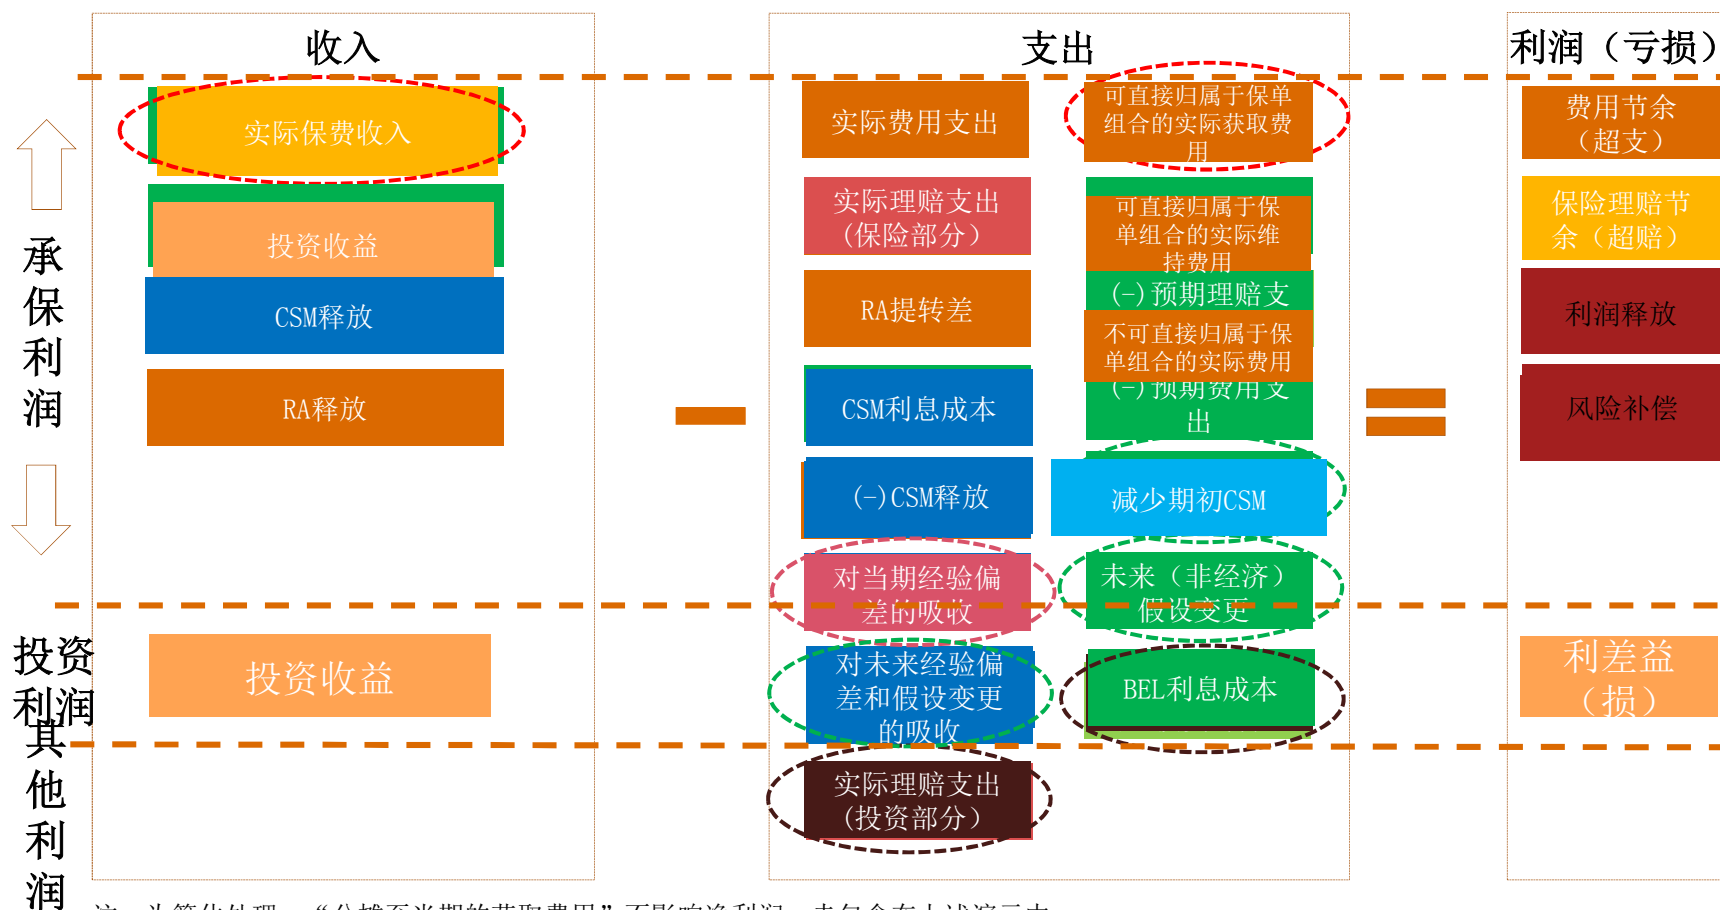 收入
支出
利润（亏损）
承
保
利
润
投资
利润
其
他
利
润
实际保费收入
投资收益
CSM释放
RA释放
投资收益
实际费用支出
实际理赔支出
(保险部分）
RA提转差
CSM利息成本
(-)CSM释放
对当期经验偏
差的吸收
对未来经验偏
差和假设变更
的吸收
实际理赔支出
(投资部分）
可直接归属于保单
组合的实际获取费
用
可直接归属于保
单组合的实际维
持费用
(-)预期理赔支
不可直接归属于保
单组合的实际费用
(-)预期费用支
出
减少期初CSM
未来（非经济）
假设变更
BEL利息成本
费用节余
（超支）
保险理赔节
余（超赔）
利润释放
风险补偿
利差益
（损）